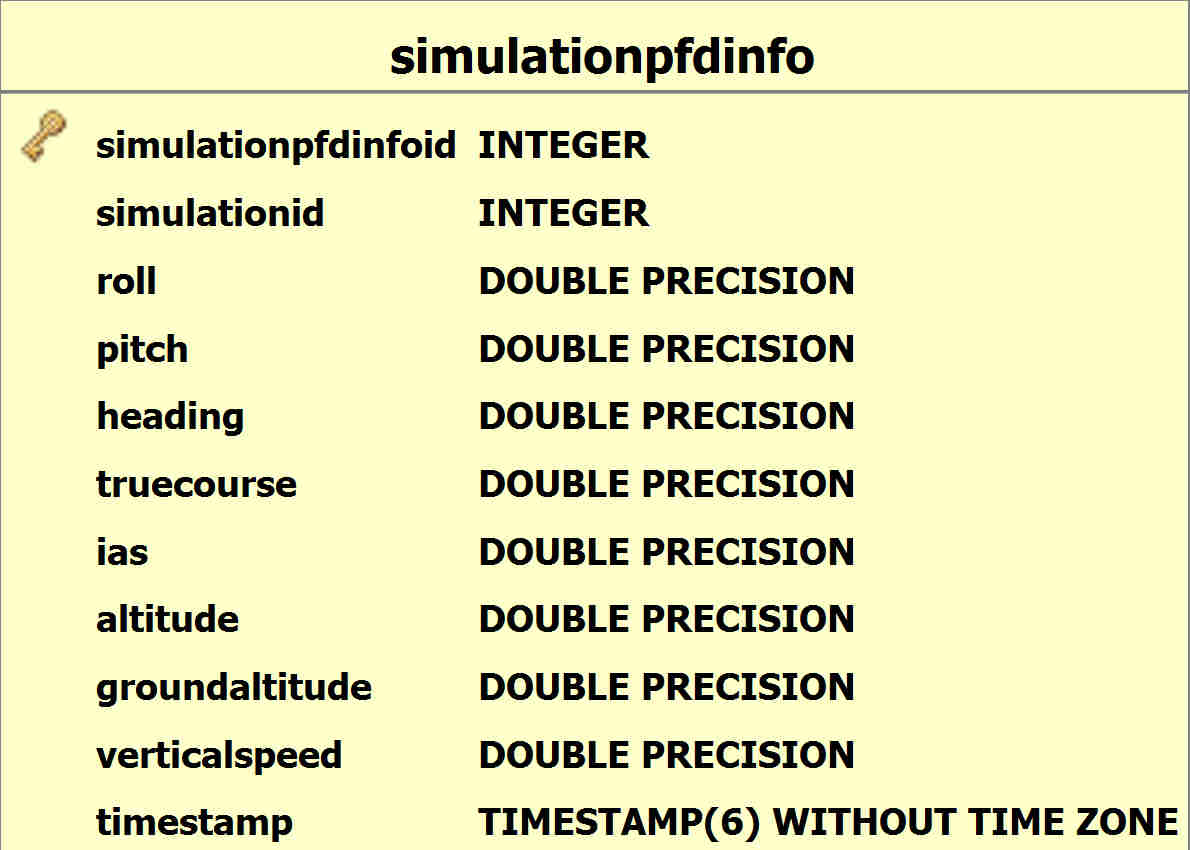 simulationpfdinfo
simulationpfdinfoid INTEGER
simulationid INTEGER
roll DOUBLE PRECISION
pitch DOUBLE PRECISION
heading DOUBLE PRECISION
truecourse DOUBLE PRECISION
ias DOUBLE PRECISION
altitude DOUBLE PRECISION
groundaltitude DOUBLE PRECISION
verticalspeed DOUBLE PRECISION
timestamp TIMESTAMP(6) WITHOUT TIME ZONE